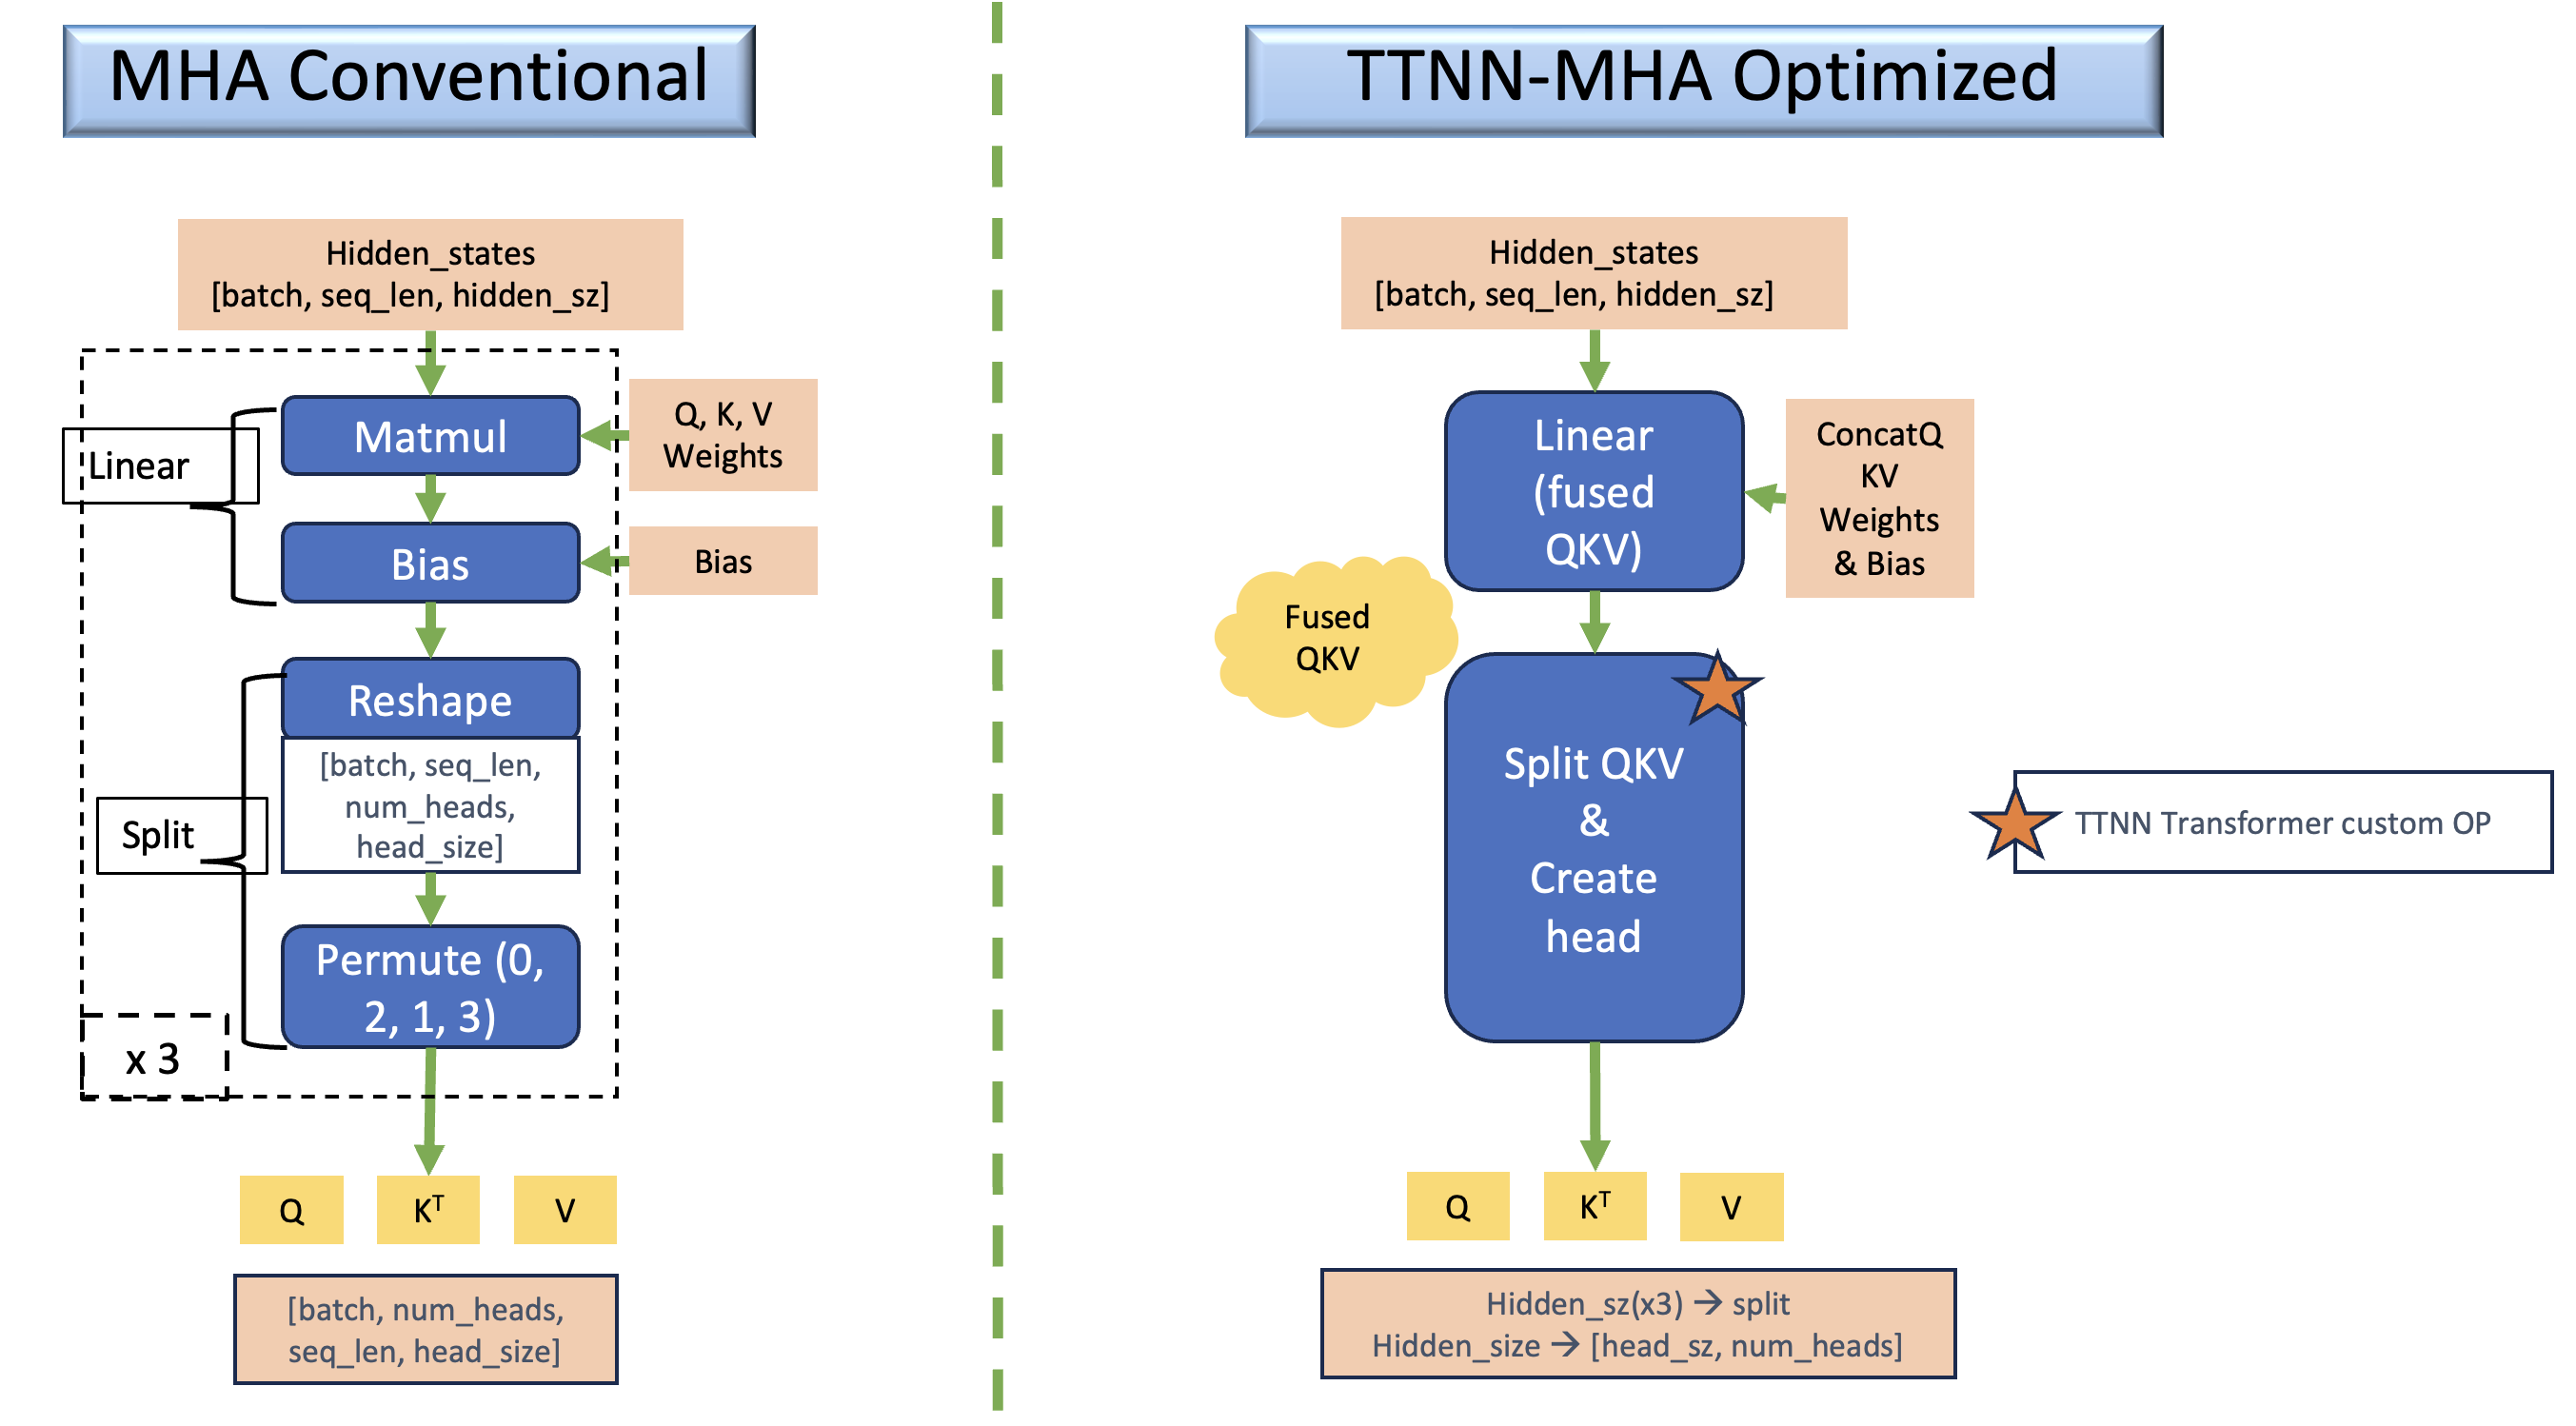 MHA Conventional
Hidden_states
[batch, seq_len, hidden_sz]
Matmul
Q, K, V
Weights
Linear
Bias
Bias
Reshape
[batch, seq_len,
num_heads,
head_size]
Split
Permute (0,
2, 1, 3)
x 3
Q
Kᵀ
V
[batch, num_heads,
seq_len, head_size]
TTNN-MHA Optimized
Hidden_states
[batch, seq_len, hidden_sz]
Linear
(fused
QKV)
ConcatQ
KV
Weights
& Bias
Fused
QKV
Split QKV
&
Create
head
TTNN Transformer custom OP
Q
Kᵀ
V
Hidden_sz(x3) → split
Hidden_size → [head_sz, num_heads]